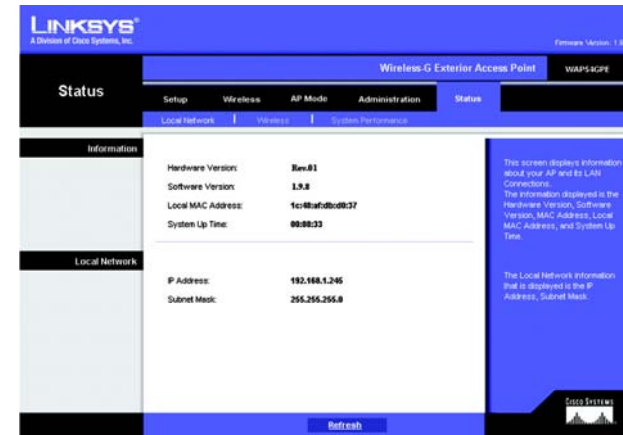 LINKSYS®
A Division of Cisco Systems, Inc.
Firmware Version: 1.9
Wireless-G Exterior Access Point WAP54GPE
Status
Setup Wireless AP Mode Administration Status
Local Network Wireless System Performance
Information
Hardware Version: Rev.01
Software Version: 1.9.8
Local MAC Address:
System Up Time: 00:08:33
This screen displays information
about your AP and its LAN
Connections.
The information displayed is the
Hardware Version, Software
Version, MAC Address, Local
MAC Address, and System Up
Time.
Local Network
IP Address: 192.168.1.245
Subnet Mask: 255.255.255.0
The Local Network information
that is displayed is the IP
Address, Subnet Mask.
Refresh
CISCO SYSTEMS